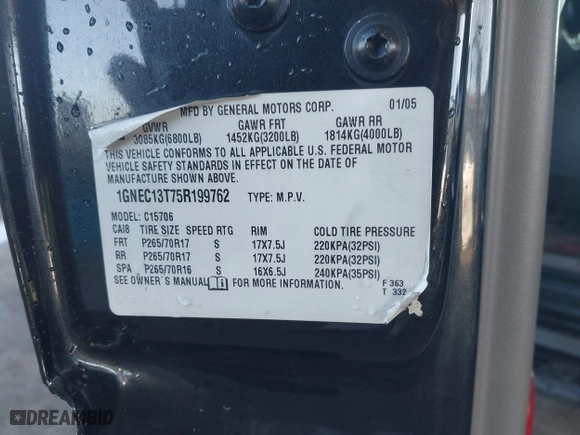 MFD BY GENERAL MOTORS CORP. 01/05
GVWR GAWR FRT GAWR RR
3085KG(6800LB) 1452KG(3200LB) 1814KG(4000LB)
THIS VEHICLE CONFORMS TO ALL APPLICABLE U.S. FEDERAL MOTOR
VEHICLE SAFETY STANDARDS IN EFFECT ON THE DATE OF
MANUFACTURE SHOWN ABOVE.
1GNEC13T75R199762 TYPE: M.P.V.
MODEL: C15706
CAIB TIRE SIZE SPEED RTG RIM COLD TIRE PRESSURE
FRT P265/70R17 S 17X7.5J 220KPA(32PSI)
RR P265/70R17 S 17X7.5J 220KPA(32PSI)
SPA P265/70R16 S 16X6.5J 240KPA(35PSI)
SEE OWNER'S MANUAL FOR MORE INFORMATION.
F 363
T 332
DREAMBID